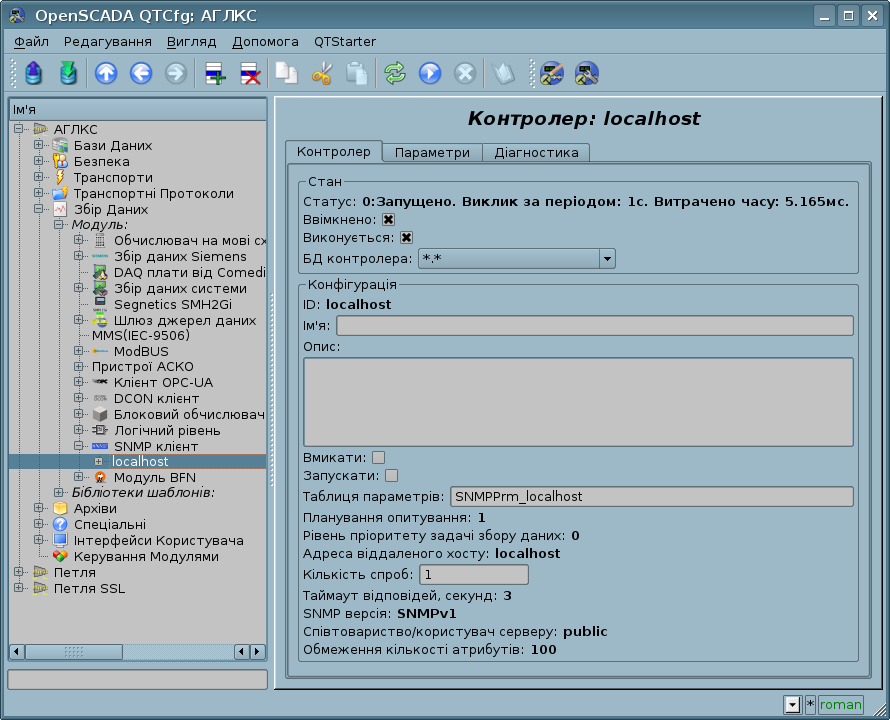 OpenSCADA QTCfg: АГЛКС
Файл Редагування Вигляд Допомога QTStarter
Ім'я
АГЛКС
Бази Даних
Безпека
Транспорти
Транспортні Протоколи
Збір Даних
Модуль:
Обчислювач на мові сх
Збір даних Siemens
DAQ плати від Comedi
Збір даних системи
Segnetics SMH2Gi
Шлюз джерел даних
MMS(IEC-9506)
ModBUS
Пристрої АСКО
Клієнт OPC-UA
DCON клієнт
Блоковий обчислювач
Логічний рівень
SNMP клієнт
localhost
Модуль BFN
Бібліотеки шаблонів:
Архіви
Спеціальні
Інтерфейси Користувача
Керування Модулями
Петля
Петля SSL
Контролер: localhost
Контролер Параметри Діагностика
Стан
Статус: 0:Запущено. Виклик за періодом: 1с. Витрачено часу: 5.165мс.
Ввімкнено:
Виконується:
БД контролера: *.*
Конфігурація
ID: localhost
Ім'я:
Опис:
Вмикати:
Запускати:
Таблиця параметрів: SNMPPrm_localhost
Планування опитування: 1
Рівень пріоритету задачі збору даних: 0
Адреса віддаленого хосту: localhost
Кількість спроб: 1
Таймаут відповідей, секунд: 3
SNMP версія: SNMPv1
Співтовариство/користувач серверу: public
Обмеження кількості атрибутів: 100
* roman